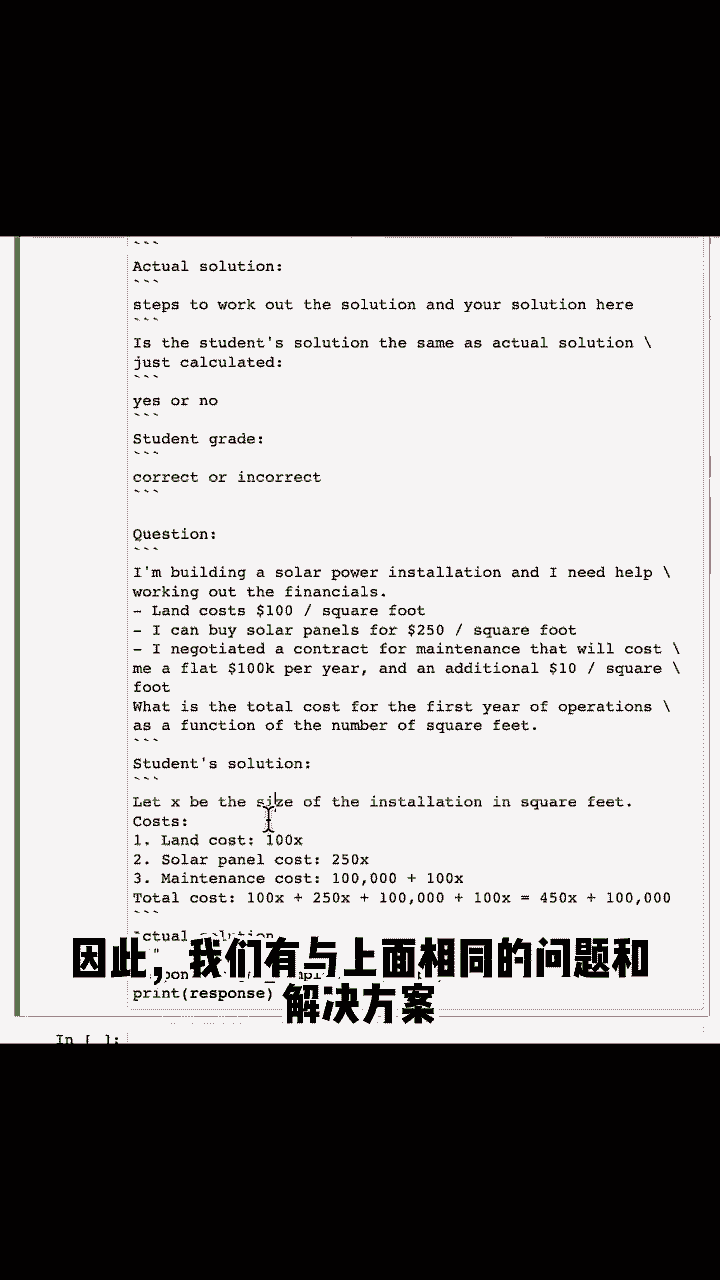 ```
Actual solution:
```
steps to work out the solution and your solution here
```
Is the student's solution the same as actual solution \
just calculated:
```
yes or no
```
Student grade:
```
correct or incorrect
```
Question:
```
I'm building a solar power installation and I need help \
working out the financials.
- Land costs $100 / square foot
- I can buy solar panels for $250 / square foot
- I negotiated a contract for maintenance that will cost \
me a flat $100k per year, and an additional $10 / square \
foot
What is the total cost for the first year of operations \
as a function of the number of square feet.
```
Student's solution:
```
Let x be the size of the installation in square feet.
Costs:
1. Land cost: 100x
2. Solar panel cost: 250x
3. Maintenance cost: 100,000 + 100x
Total cost: 100x + 250x + 100,000 + 100x = 450x + 100,000
```
solution
因此，我们有与上面相同的问题和
解决方案
print(response)
In [ ]: